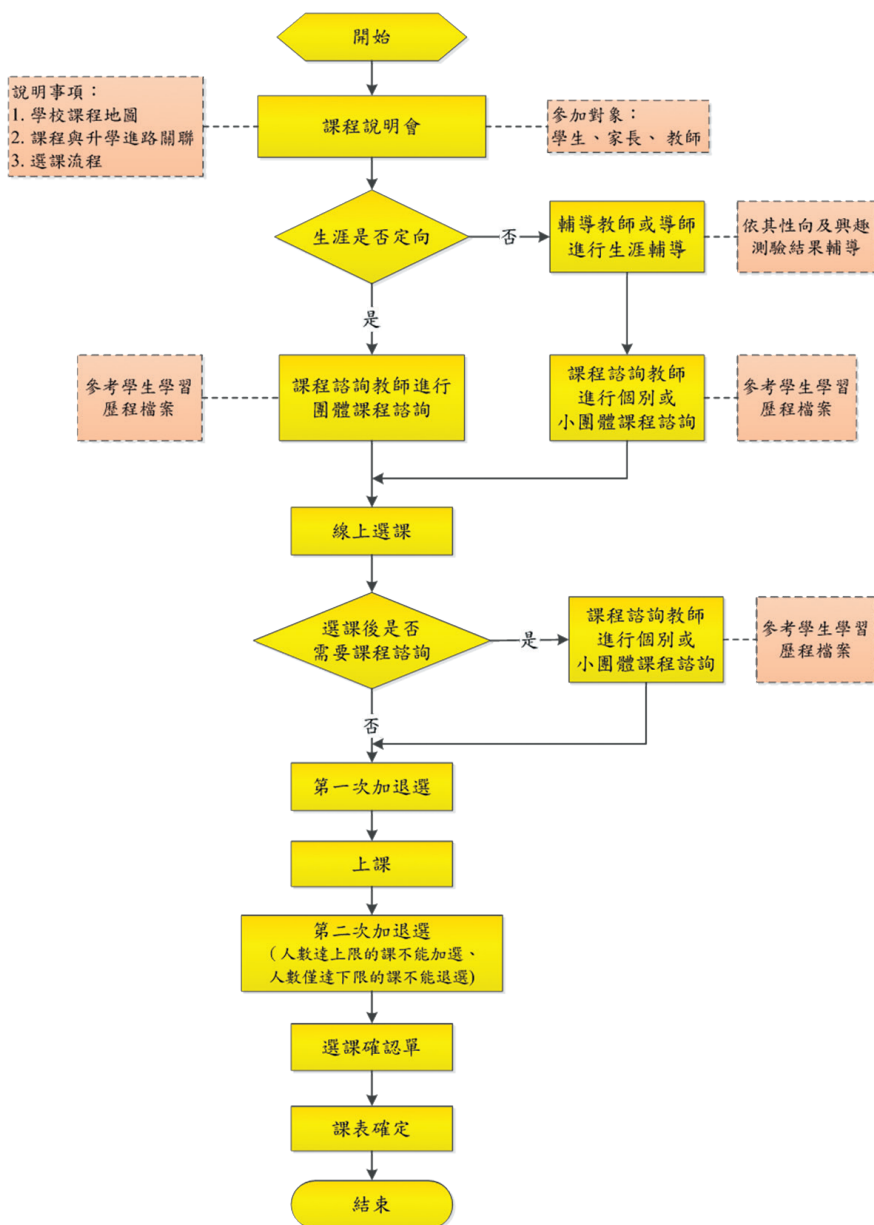 開始
說明事項：
1. 學校課程地圖
2. 課程與升學進路關聯
3. 選課流程
課程說明會
參加對象：
學生、家長、教師
生涯是否定向
否
輔導教師或導師
進行生涯輔導
依其性向及興趣
測驗結果輔導
是
參考學生學習
歷程檔案
課程諮詢教師進行
團體課程諮詢
課程諮詢教師
進行個別或
小團體課程諮詢
參考學生學習
歷程檔案
線上選課
選課後是否
需要課程諮詢
是
課程諮詢教師
進行個別或
小團體課程諮詢
參考學生學習
歷程檔案
否
第一次加退選
上課
第二次加退選
（人數達上限的課不能加選、
人數僅達下限的課不能退選)
選課確認單
課表確定
結束